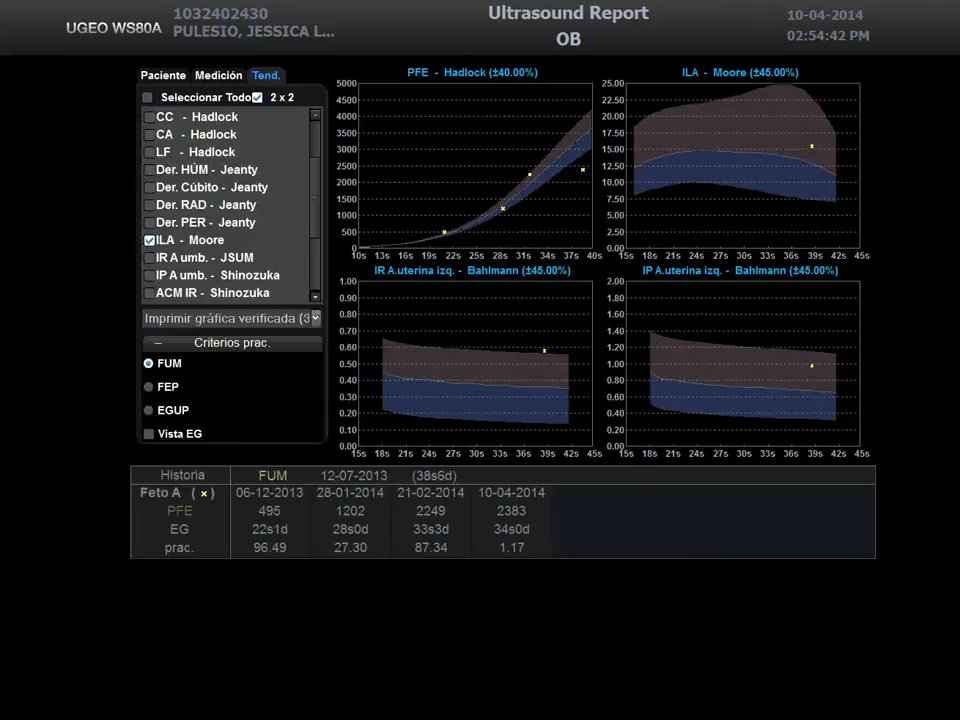 UGEO WS80A
1032402430
PULESIO, JESSICA L...
Ultrasound Report
OB
10-04-2014
02:54:42 PM
Paciente Medición Tend.
Seleccionar Todo 2 x 2
CC - Hadlock
CA - Hadlock
LF - Hadlock
Der. HÚM - Jeanty
Der. Cúbito - Jeanty
Der. RAD - Jeanty
Der. PER - Jeanty
ILA - Moore
IR A umb. - JSUM
IP A umb. - Shinozuka
ACM IR - Shinozuka
Imprimir gráfica verificada (3
Criterios prac.
FUM
FEP
EGUP
Vista EG
PFE - Hadlock (±40.00%)
5000
4500
4000
3500
3000
2500
2000
1500
1000
500
0
10s 13s 16s 19s 22s 25s 28s 31s 34s 37s 40s
ILA - Moore (±45.00%)
25.00
22.50
20.00
17.50
15.00
12.50
10.00
7.50
5.00
2.50
0.00
15s 18s 21s 24s 27s 30s 33s 36s 39s 42s 45s
IR A.uterina izq. - Bahlmann (±45.00%)
1.00
0.90
0.80
0.70
0.60
0.50
0.40
0.30
0.20
0.10
0.00
15s 18s 21s 24s 27s 30s 33s 36s 39s 42s 45s
IP A.uterina izq. - Bahlmann (±45.00%)
2.00
1.80
1.60
1.40
1.20
1.00
0.80
0.60
0.40
0.20
0.00
15s 18s 21s 24s 27s 30s 33s 36s 39s 42s 45s
Historia FUM 12-07-2013 (38s6d)
Feto A ( × ) 06-12-2013 28-01-2014 21-02-2014 10-04-2014
PFE 495 1202 2249 2383
EG 22s1d 28s0d 33s3d 34s0d
prac. 96.49 27.30 87.34 1.17